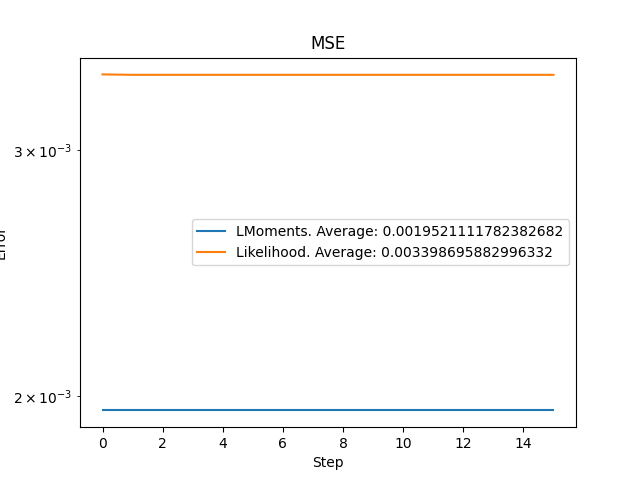 MSE
3 × 10⁻³
Error
LMoments. Average: 0.0019521111782382682
Likelihood. Average: 0.003398695882996332
2 × 10⁻³
0 2 4 6 8 10 12 14
Step